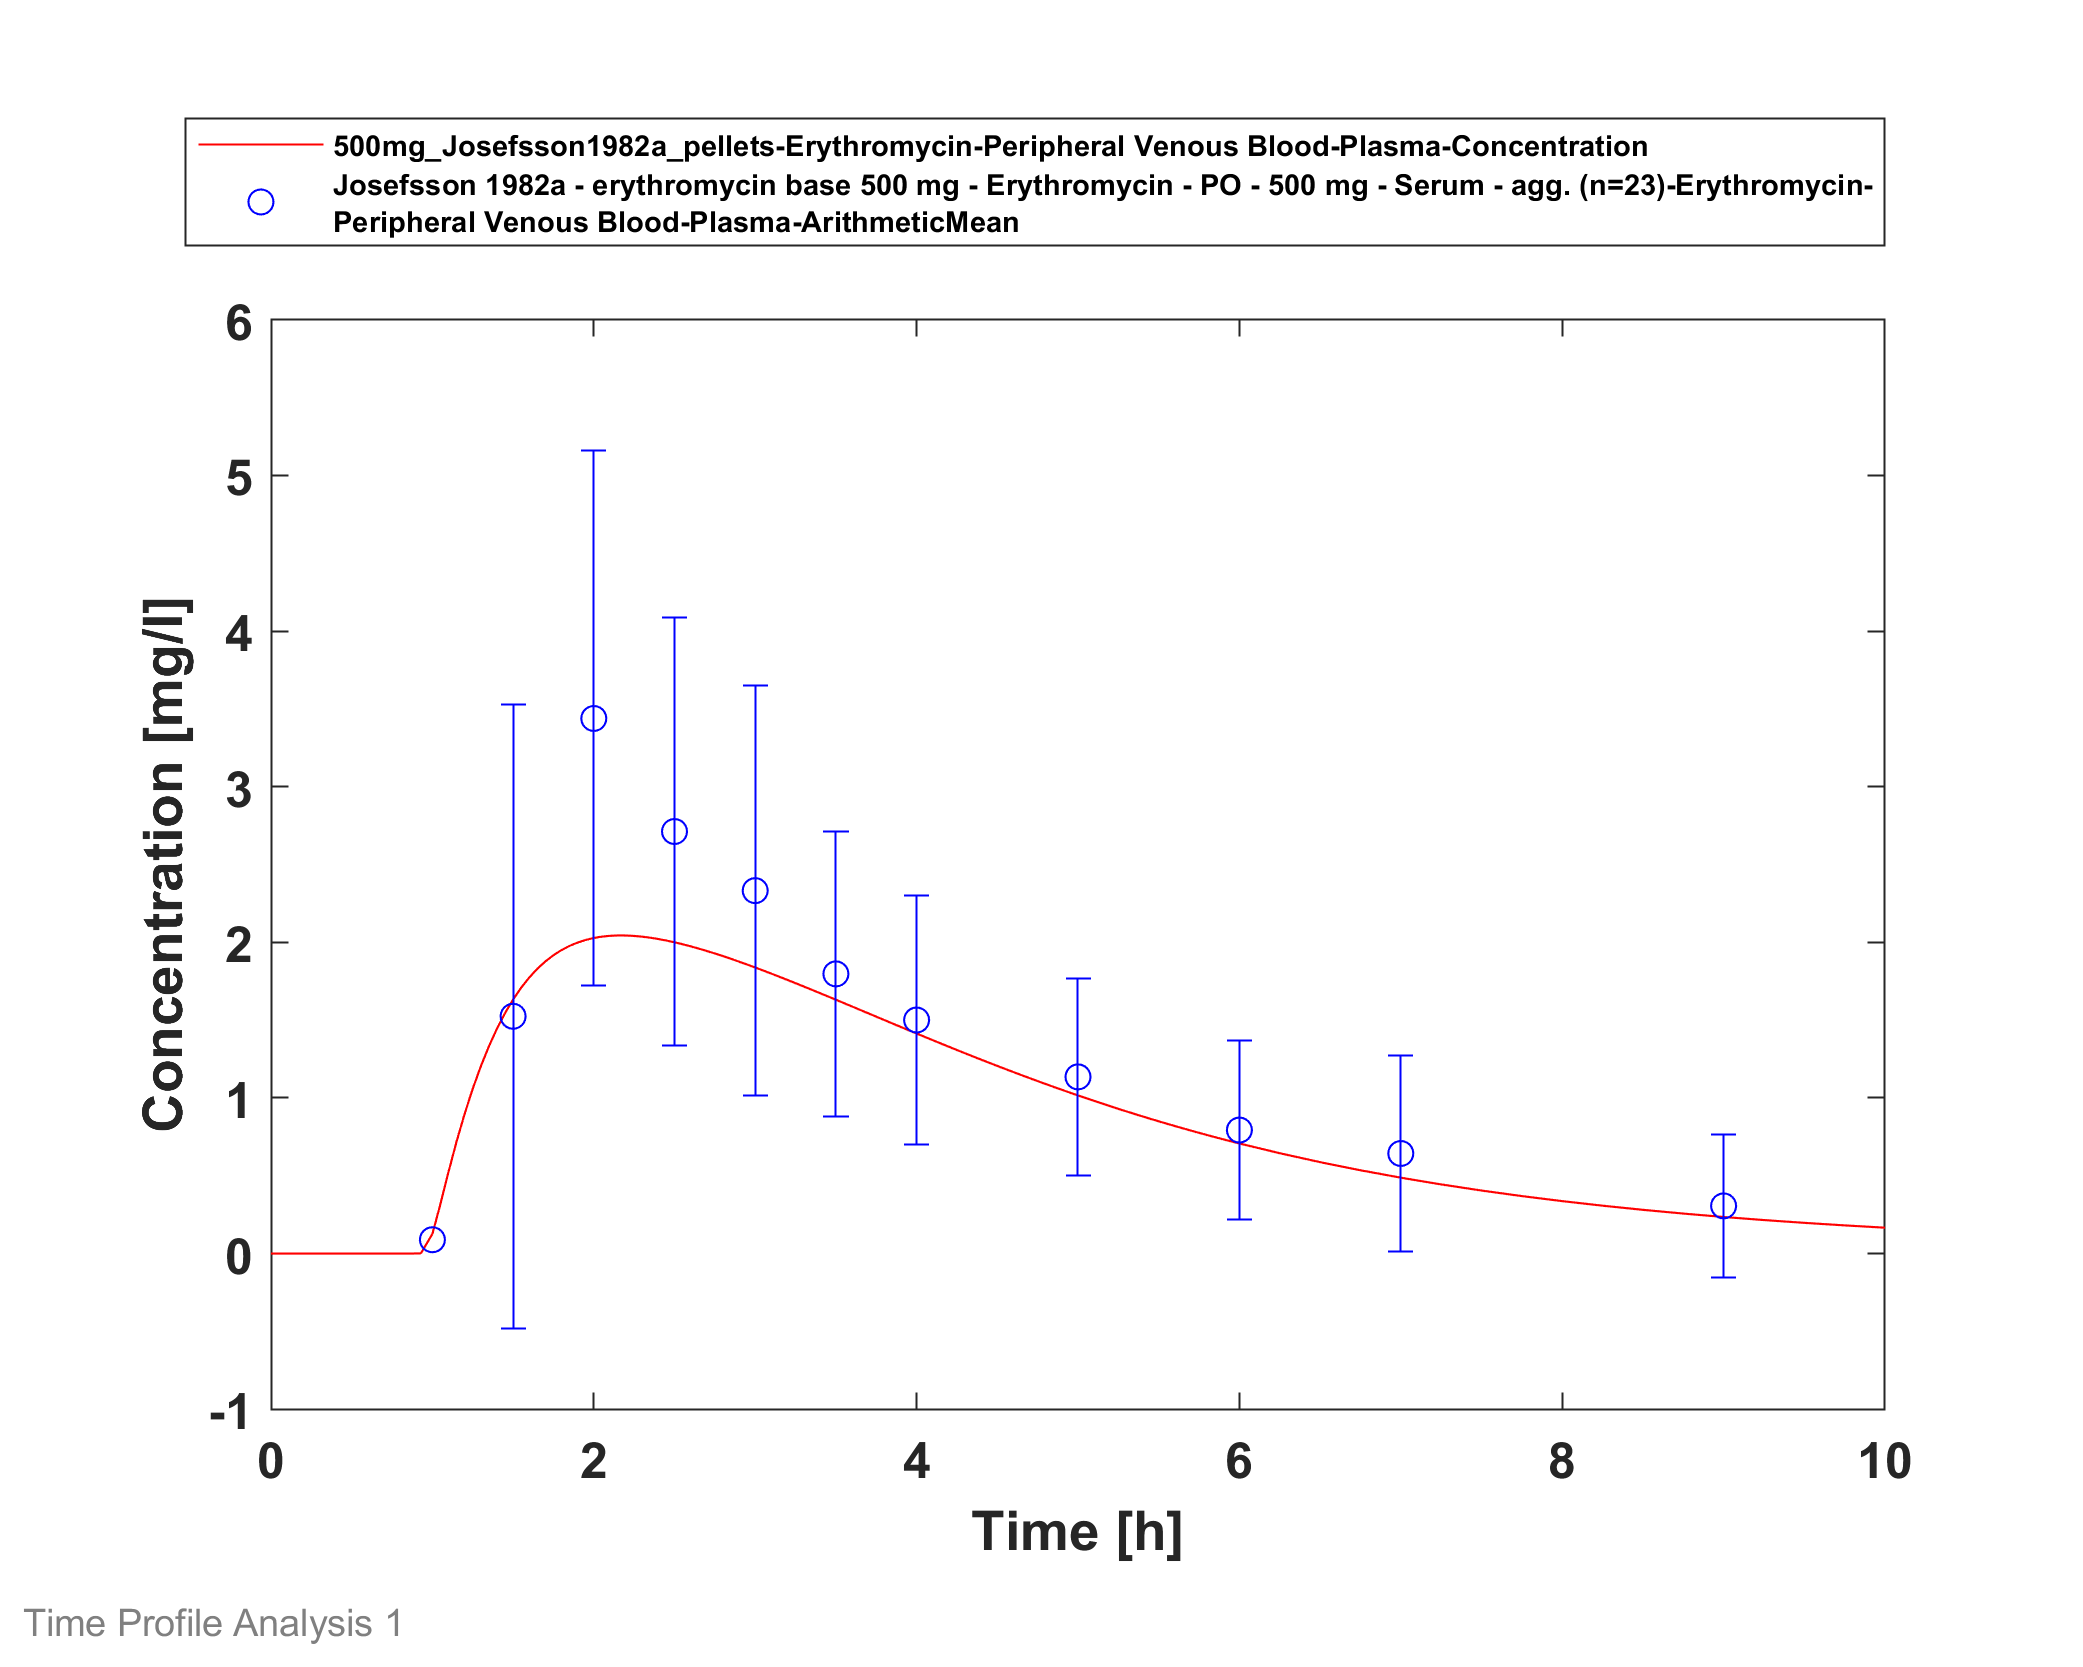 500mg_Josefsson1982a_pellets-Erythromycin-Peripheral Venous Blood-Plasma-Concentration
Josefsson 1982a - erythromycin base 500 mg - Erythromycin - PO - 500 mg - Serum - agg. (n=23)-Erythromycin-
Peripheral Venous Blood-Plasma-ArithmeticMean
6
5
4
3
2
1
0
-1
Concentration [mg/l]
0 2 4 6 8 10
Time [h]
Time Profile Analysis 1